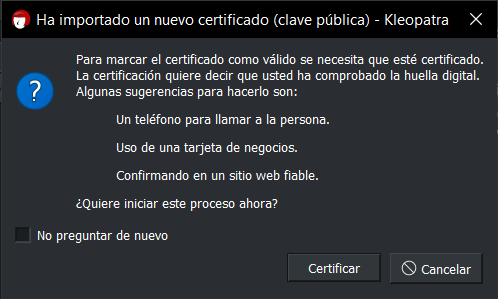 Ha importado un nuevo certificado (clave pública) - Kleopatra
Para marcar el certificado como válido se necesita que esté certificado.
La certificación quiere decir que usted ha comprobado la huella digital.
Algunas sugerencias para hacerlo son:
Un teléfono para llamar a la persona.
Uso de una tarjeta de negocios.
Confirmando en un sitio web fiable.
¿Quiere iniciar este proceso ahora?
No preguntar de nuevo
Certificar
Cancelar